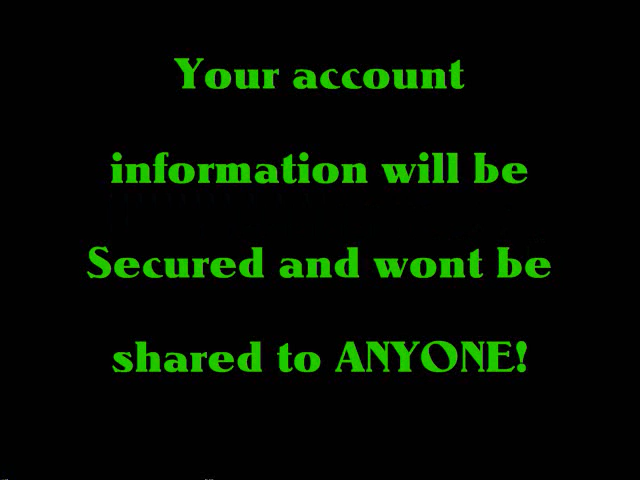 Your account
information will be
Secured and wont be
shared to ANYONE!